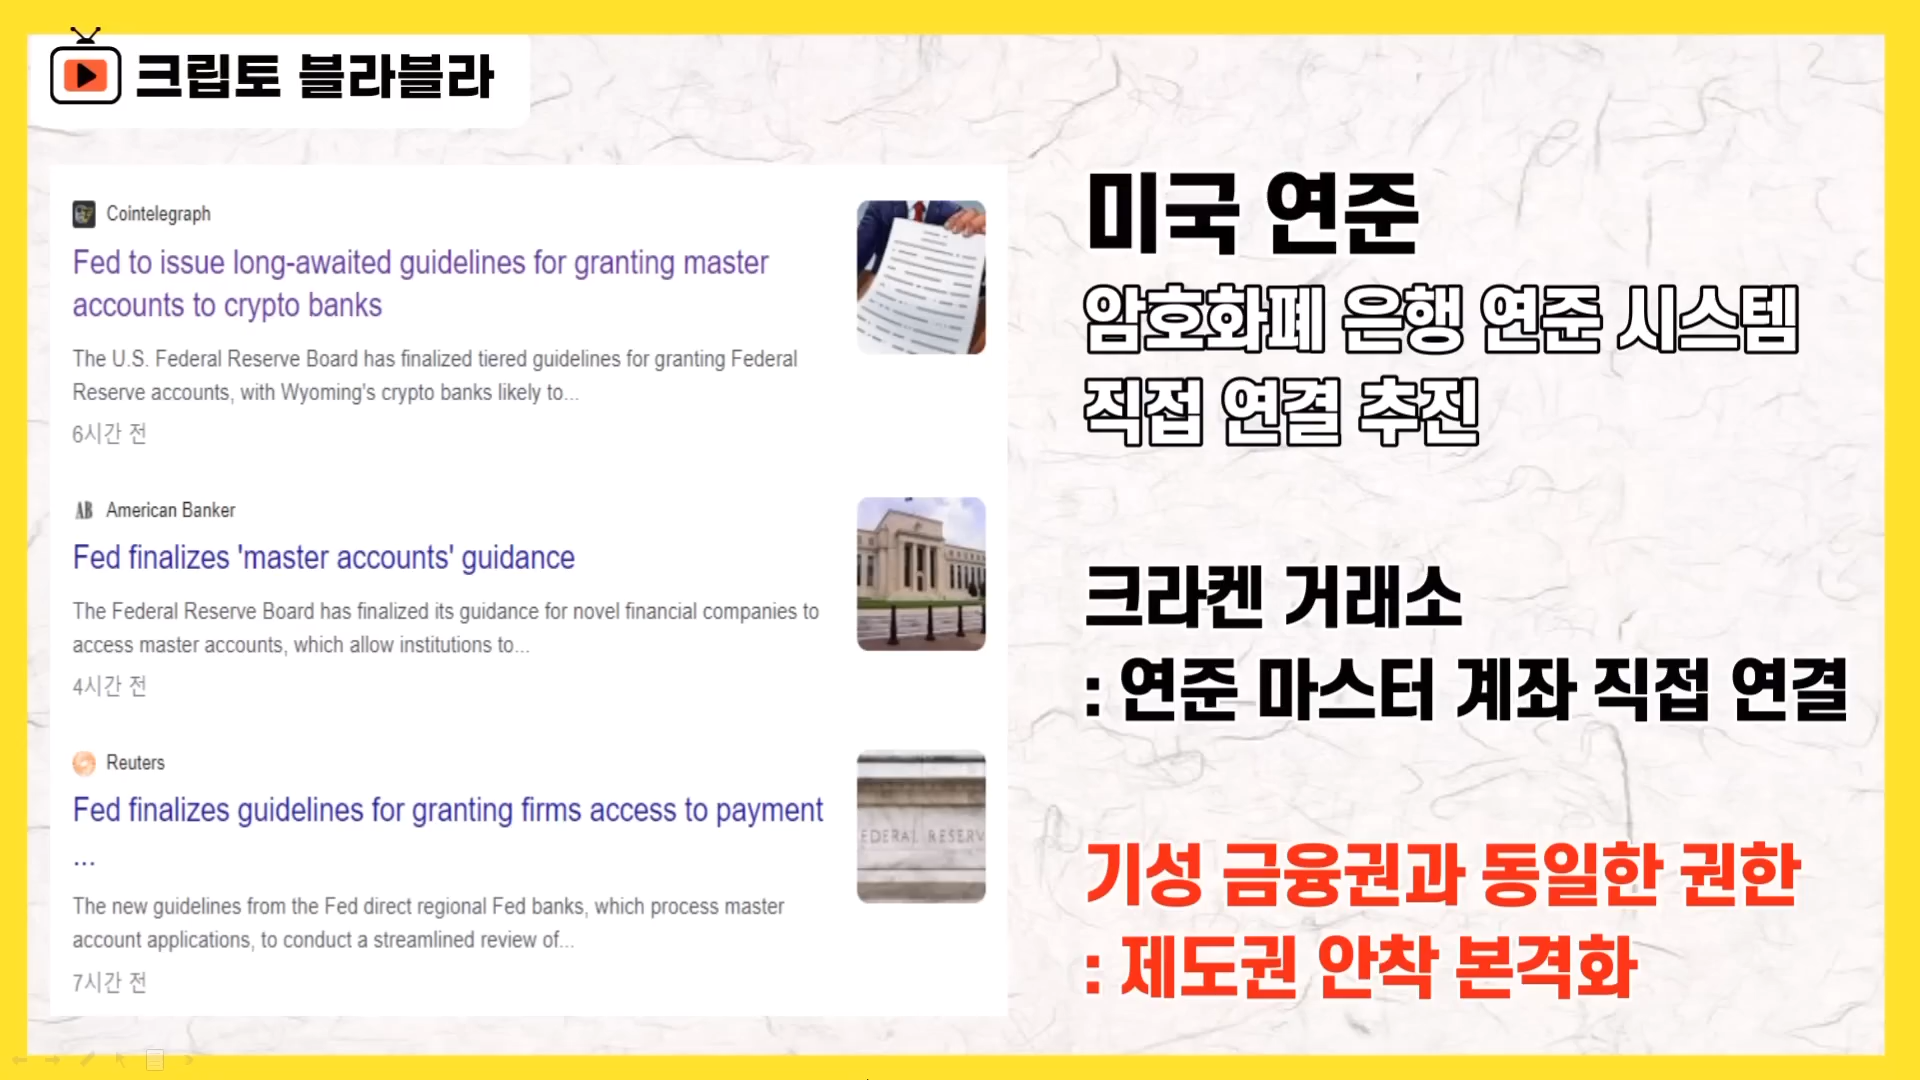 크립토 블라블라
Cointelegraph
Fed to issue long-awaited guidelines for granting master
accounts to crypto banks
The U.S. Federal Reserve Board has finalized tiered guidelines for granting Federal
Reserve accounts, with Wyoming's crypto banks likely to...
6시간 전
AB American Banker
Fed finalizes 'master accounts' guidance
The Federal Reserve Board has finalized its guidance for novel financial companies to
access master accounts, which allow institutions to...
4시간 전
Reuters
Fed finalizes guidelines for granting firms access to payment
...
The new guidelines from the Fed direct regional Fed banks, which process master
account applications, to conduct a streamlined review of...
7시간 전
EDERAL RESERV
미국 연준
암호화폐 은행 연준 시스템
직접 연결 추진
크라켄 거래소
: 연준 마스터 계좌 직접 연결
기성 금융권과 동일한 권한
: 제도권 안착 본격화